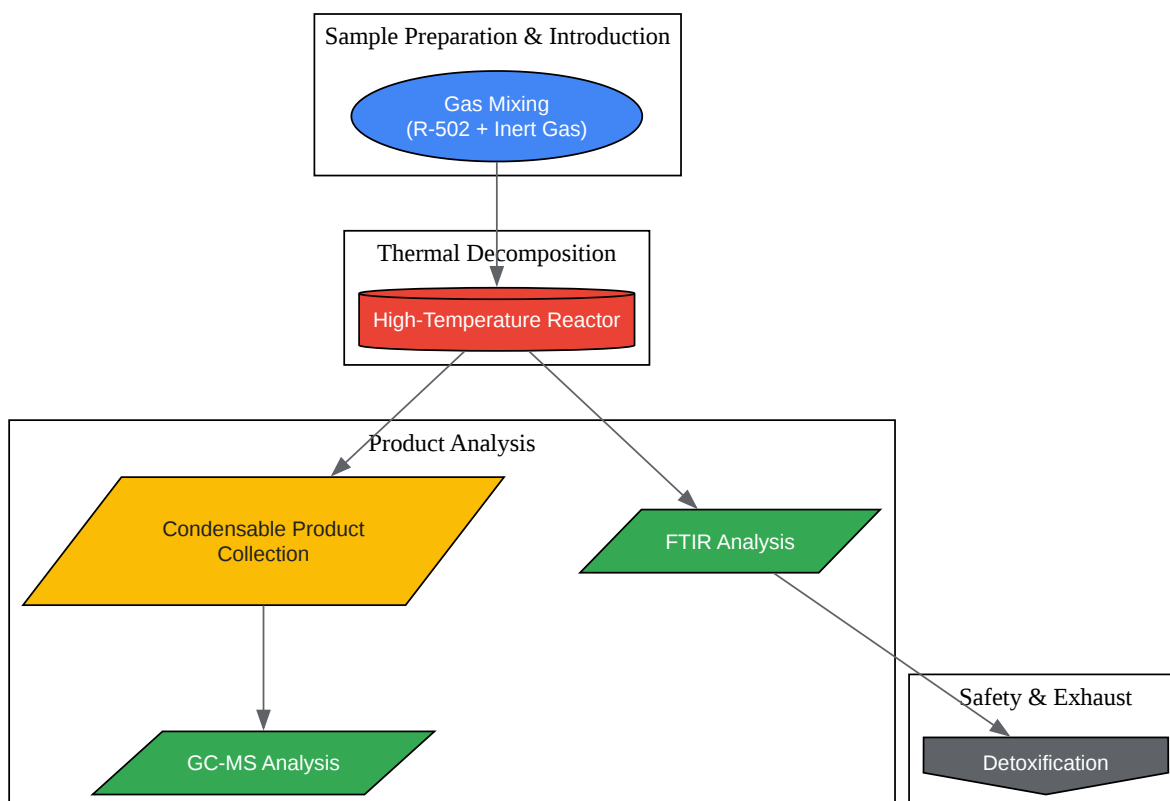 Sample Preparation & Introduction
Gas Mixing
(R-502 + Inert Gas)
Thermal Decomposition
High-Temperature Reactor
Product Analysis
Condensable Product
Collection
FTIR Analysis
Safety & Exhaust
GC-MS Analysis
Detoxification